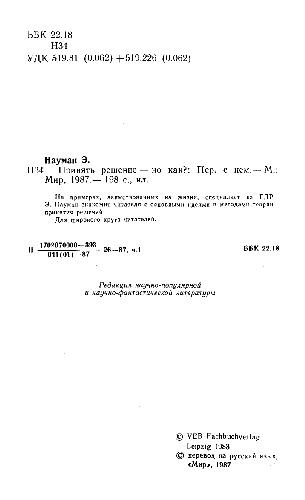 ББК 22.18
Н34
УДК 519.81 (0.062)+519.226 (0.062)
Науман Э.
Н34 Принять решение — но как?: Пер. с нем.— М.:
Мир, 1987.— 198 с., ил.
На примерах, заимствованных из жизни, специалист из ГДР
Э. Науман знакомит читателя с основными идеями и методами теории
принятия решений.
Для широкого круга читателей.
1702070000—393
041(01)—87
26—87, ч.1
ББК 22.18
Редакция научно-популярной
и научно-фантастической литературы
© VEB Fachbuchverlag
Leipzig 1983
© перевод на русский язык,
«Мир», 1987